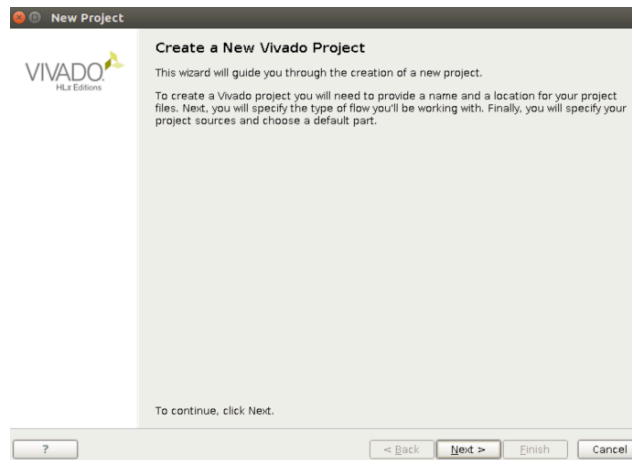 New Project
VIVADO.
HLx Editions
Create a New Vivado Project
This wizard will guide you through the creation of a new project.
To create a Vivado project you will need to provide a name and a location for your project
files. Next, you will specify the type of flow you'll be working with. Finally, you will specify your
project sources and choose a default part.
To continue, click Next.
?
< Back
Next >
Finish
Cancel